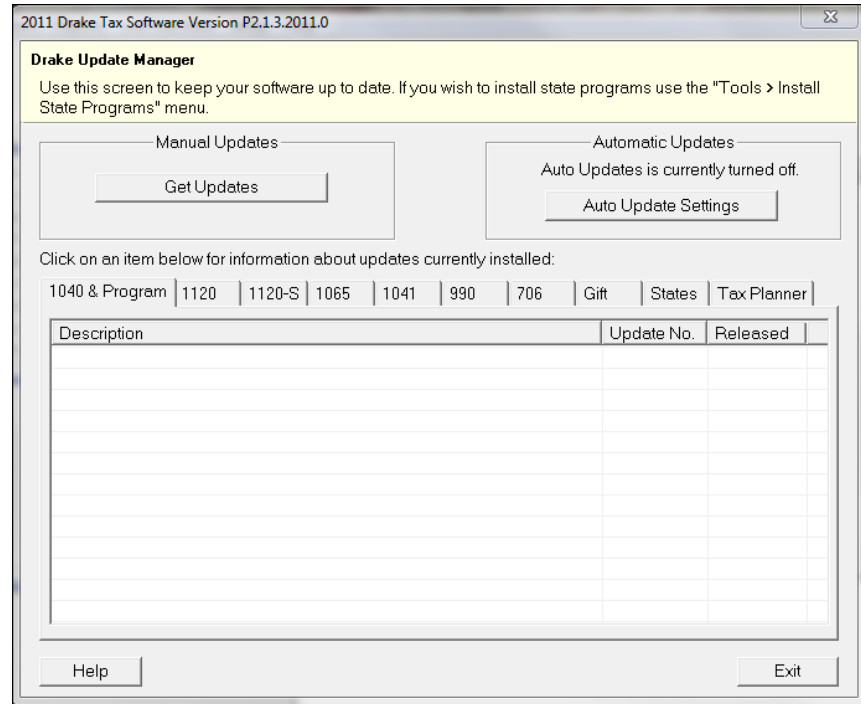 2011 Drake Tax Software Version P2.1.3.2011.0
Drake Update Manager
Use this screen to keep your software up to date. If you wish to install state programs use the "Tools > Install
State Programs" menu.
Manual Updates
Get Updates
Automatic Updates
Auto Updates is currently turned off.
Auto Update Settings
Click on an item below for information about updates currently installed:
1040 & Program 1120 1120-S 1065 1041 990 706 Gift States Tax Planner
Description Update No. Released
Help Exit